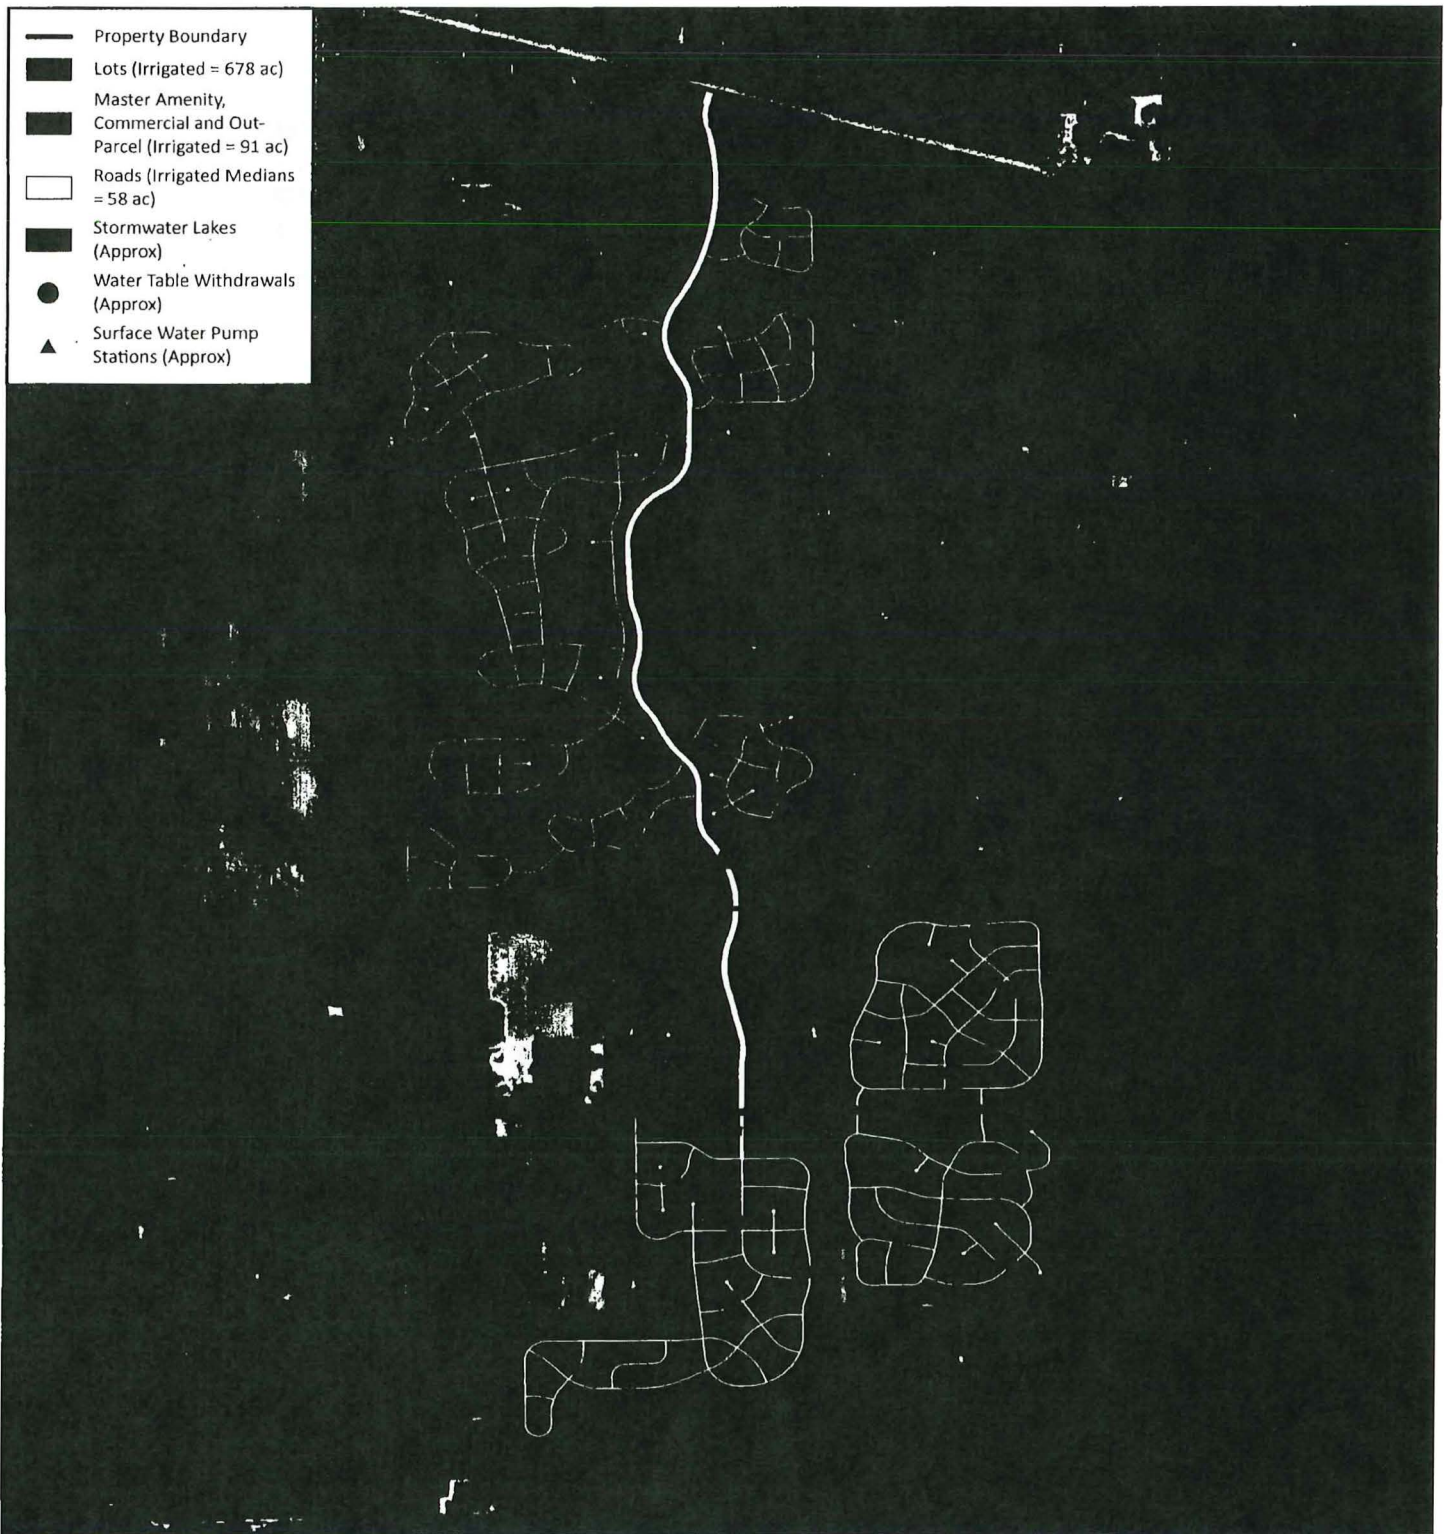 Property Boundary
Lots (Irrigated = 678 ac)
Master Amenity,
Commercial and Out-
Parcel (Irrigated = 91 ac)
Roads (Irrigated Medians
= 58 ac)
Stormwater Lakes
(Approx)
Water Table Withdrawals
(Approx)
Surface Water Pump
Stations (Approx)